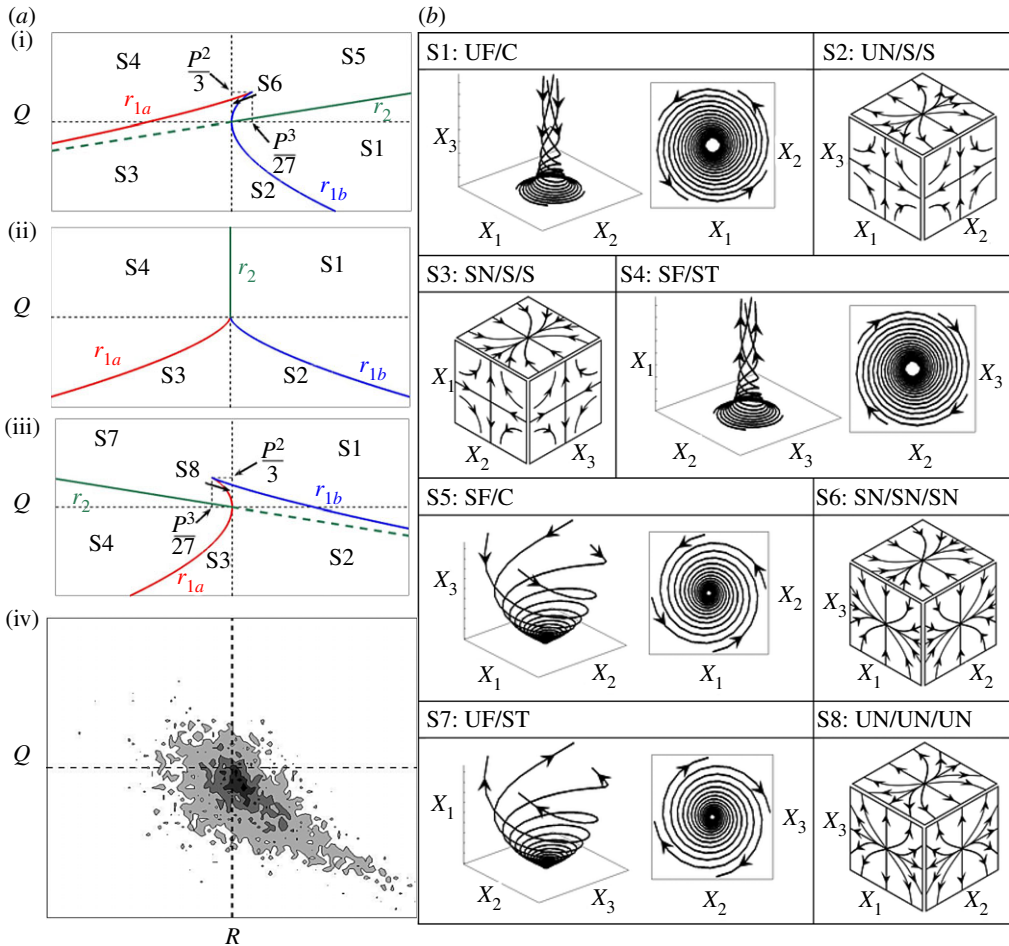 (a)
(i)
S4
P²/3
S6
S5
r1a
r2
Q
P³/27
S3
S1
S2
r1b
(ii)
S4
r2
S1
Q
r1a
S3
S2
r1b
(iii)
S7
S8
P²/3
S1
r2
r1b
Q
P³/27
S4
S3
S2
r1a
(iv)
Q
R
(b)
S1: UF/C
X3
X1
X2
X2
X1
S2: UN/S/S
X3
X1
X2
S3: SN/S/S
X1
X2
X3
S4: SF/ST
X1
X2
X3
X3
X2
S5: SF/C
X3
X1
X2
X2
X1
S6: SN/SN/SN
X3
X1
X2
S7: UF/ST
X1
X2
X3
X3
X2
S8: UN/UN/UN
X3
X1
X2